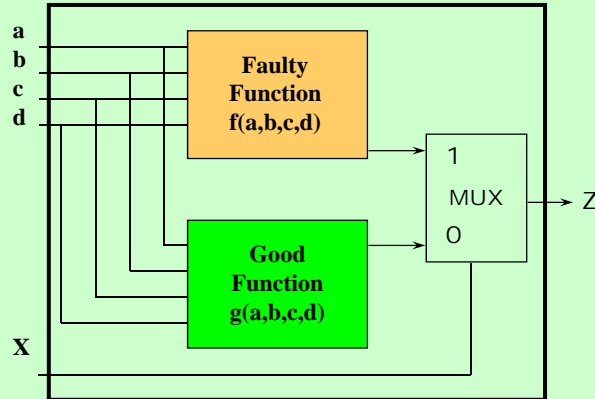 a
b
c
d
Faulty
Function
f(a,b,c,d)
1
MUX
0
Z
Good
Function
g(a,b,c,d)
X